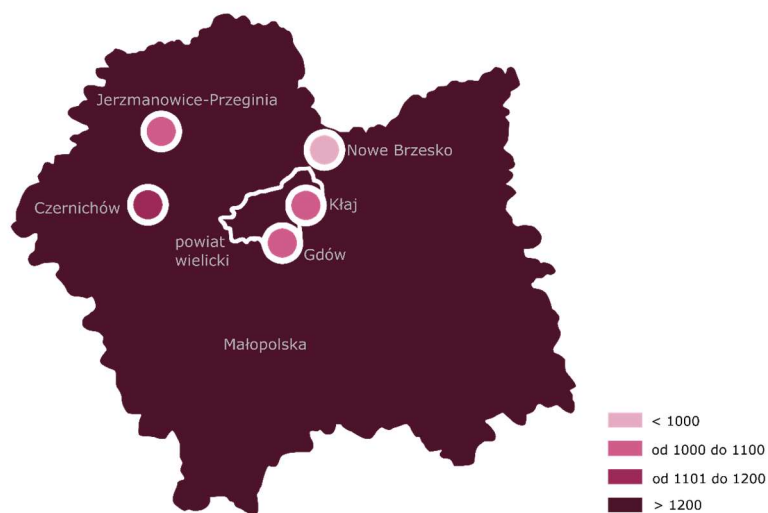 Jerzmanowice-Przeginia
Nowe Brzesko
Czernichów
Kłaj
powiat
wielicki
Gdów
Małopolska
< 1000
od 1000 do 1100
od 1101 do 1200
> 1200